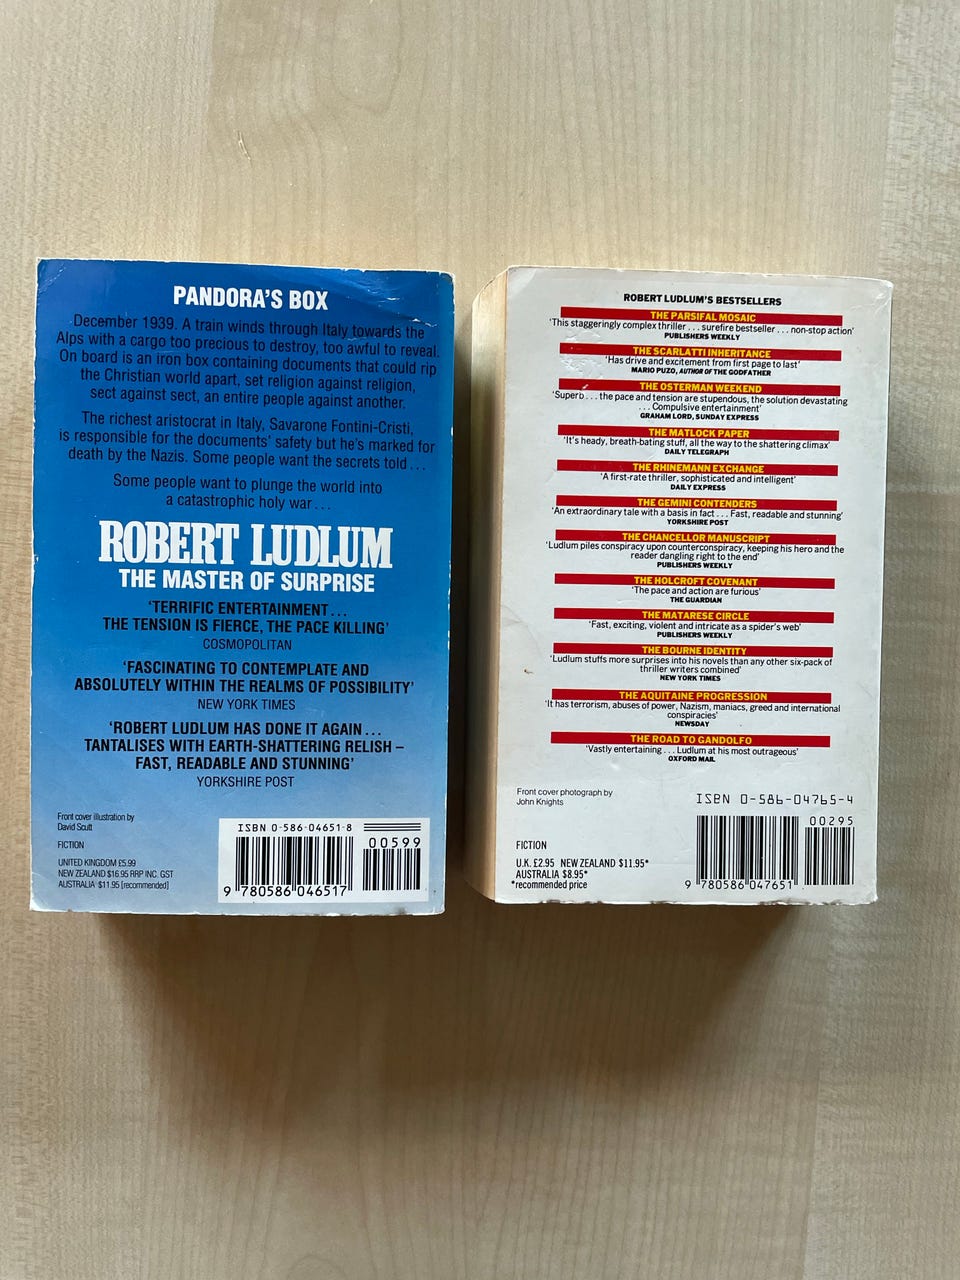 PANDORA'S BOX
December 1939. A train winds through Italy towards the
Alps with a cargo too precious to destroy, too awful to reveal.
On board is an iron box containing documents that could rip
the Christian world apart, set religion against religion,
sect against sect, an entire people against another.
The richest aristocrat in Italy, Savarone Fontini-Cristi,
is responsible for the documents' safety but he's marked for
death by the Nazis. Some people want the secrets told ...
Some people want to plunge the world into
a catastrophic holy war ...
ROBERT LUDLUM
THE MASTER OF SURPRISE
'TERRIFIC ENTERTAINMENT ...
THE TENSION IS FIERCE, THE PACE KILLING'
COSMOPOLITAN
'FASCINATING TO CONTEMPLATE AND
ABSOLUTELY WITHIN THE REALMS OF POSSIBILITY'
NEW YORK TIMES
'ROBERT LUDLUM HAS DONE IT AGAIN ...
TANTALISES WITH EARTH-SHATTERING RELISH –
FAST, READABLE AND STUNNING'
YORKSHIRE POST
Front cover illustration by
David Scutt
FICTION
UNITED KINGDOM £5.99
NEW ZEALAND $16.95 RRP INC. GST
AUSTRALIA $11.95 [recommended]
ISBN 0-586-04651-8
00599
9 780586 046517
ROBERT LUDLUM'S BESTSELLERS
THE PARSIFAL MOSAIC
'This staggeringly complex thriller ... surefire bestseller ... non-stop action'
PUBLISHERS WEEKLY
THE SCARLATTI INHERITANCE
'Has drive and excitement from first page to last'
MARIO PUZO, AUTHOR OF THE GODFATHER
THE OSTERMAN WEEKEND
'Superb ... the pace and tension are stupendous, the solution devastating
... Compulsive entertainment'
GRAHAM LORD, SUNDAY EXPRESS
THE MATLOCK PAPER
'It's heady, breath-bating stuff, all the way to the shattering climax'
DAILY TELEGRAPH
THE RHINEMANN EXCHANGE
'A first-rate thriller, sophisticated and intelligent'
DAILY EXPRESS
THE GEMINI CONTENDERS
'An extraordinary tale with a basis in fact ... Fast, readable and stunning'
YORKSHIRE POST
THE CHANCELLOR MANUSCRIPT
'Ludlum piles conspiracy upon counterconspiracy, keeping his hero and the
reader dangling right to the end'
PUBLISHERS WEEKLY
THE HOLCROFT COVENANT
'The pace and action are furious'
THE GUARDIAN
THE MATARESE CIRCLE
'Fast, exciting, violent and intricate as a spider's web'
PUBLISHERS WEEKLY
THE BOURNE IDENTITY
'Ludlum stuffs more surprises into his novels than any other six-pack of
thriller writers combined'
NEW YORK TIMES
THE AQUITAINE PROGRESSION
'It has terrorism, abuses of power, Nazism, maniacs, greed and international
conspiracies'
NEWSDAY
THE ROAD TO GANDOLFO
'Vastly entertaining ... Ludlum at his most outrageous'
OXFORD MAIL
Front cover photograph by
John Knights
FICTION
U.K. £2.95 NEW ZEALAND $11.95*
AUSTRALIA $8.95*
*recommended price
ISBN 0-586-04765-4
00295
9 780586 047651